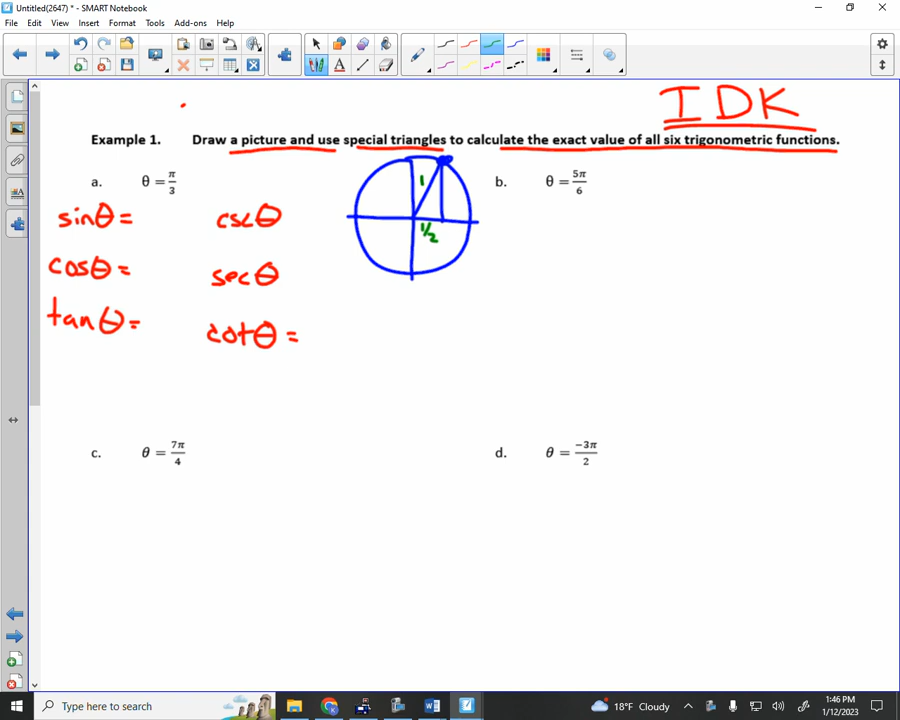 Untitled(2647) * - SMART Notebook
File Edit View Insert Format Tools Add-ons Help
IDK
Example 1. Draw a picture and use special triangles to calculate the exact value of all six trigonometric functions.
a. θ = π/3
b. θ = 5π/6
1
1/2
sinθ = cscθ
cosθ = secθ
tanθ = cotθ =
c. θ = 7π/4
d. θ = -3π/2
Type here to search
18°F Cloudy
1:46 PM
1/12/2023